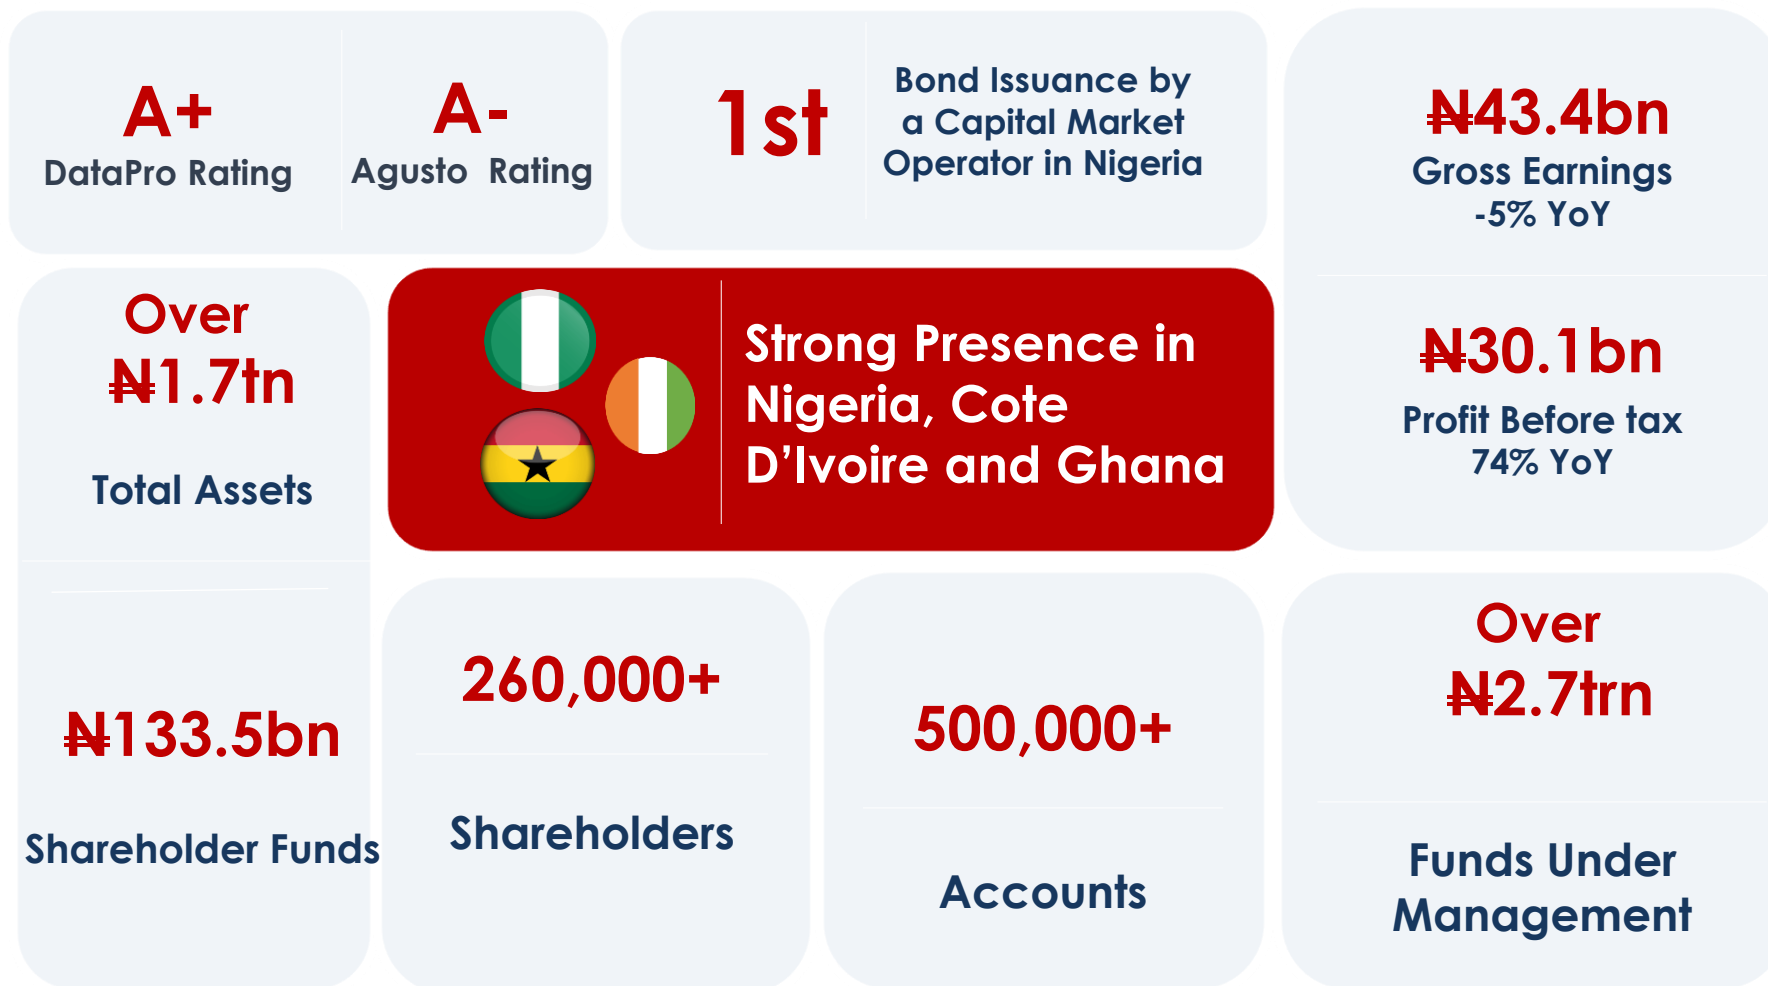 A+
DataPro Rating
A-
Agusto Rating
1st
Bond Issuance by
a Capital Market
Operator in Nigeria
₦43.4bn
Gross Earnings
-5% YoY
Over
₦1.7tn
Total Assets
Strong Presence in
Nigeria, Cote
D’Ivoire and Ghana
₦30.1bn
Profit Before tax
74% YoY
₦133.5bn
Shareholder Funds
260,000+
Shareholders
500,000+
Accounts
Over
₦2.7trn
Funds Under
Management